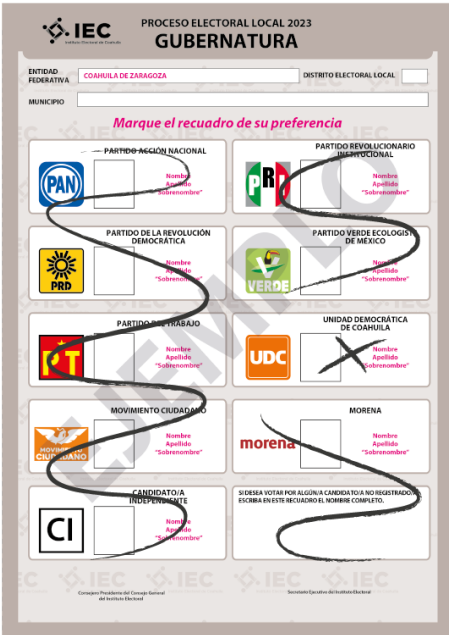 IEC
Instituto Electoral de Coahuila
PROCESO ELECTORAL LOCAL 2023
GUBERNATURA
ENTIDAD
FEDERATIVA
COAHUILA DE ZARAGOZA
DISTRITO ELECTORAL LOCAL
MUNICIPIO
Marque el recuadro de su preferencia
PARTIDO ACCIÓN NACIONAL
PAN
Nombre
Apellido
"Sobrenombre"
PARTIDO REVOLUCIONARIO
INSTITUCIONAL
PRI
Nombre
Apellido
"Sobrenombre"
PARTIDO DE LA REVOLUCIÓN
DEMOCRÁTICA
PRD
Nombre
Apellido
"Sobrenombre"
PARTIDO VERDE ECOLOGIST
DE MÉXICO
VERDE
Nombre
Apellido
"Sobrenombre"
PARTIDO DEL TRABAJO
PT
Nombre
Apellido
"Sobrenombre"
UNIDAD DEMOCRÁTICA
DE COAHUILA
UDC
Nombre
Apellido
"Sobrenombre"
MOVIMIENTO CIUDADANO
MOVIMIENTO
CIUDADANO
Nombre
Apellido
"Sobrenombre"
MORENA
morena
Nombre
Apellido
"Sobrenombre"
CANDIDATO/A
INDEPENDIENTE
CI
Nombre
Apellido
"Sobrenombre"
SI DESEA VOTAR POR ALGÚN/A CANDIDATO/A NO REGISTRADO/A
ESCRIBA EN ESTE RECUADRO EL NOMBRE COMPLETO.
EJEMPLO
IEC
IEC
IEC
Consejero Presidente del Consejo General
del Instituto Electoral
Secretario Ejecutivo del Instituto Electoral